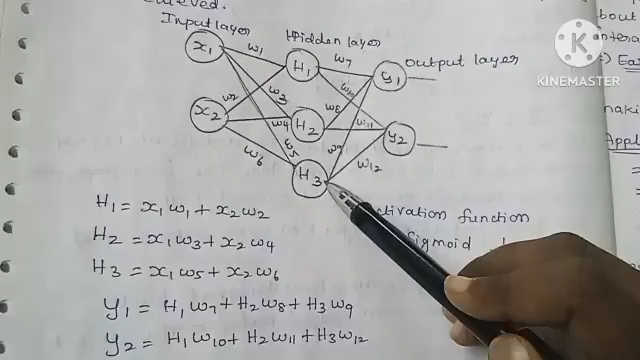 Input layer
Hidden layer
output layer
x1
x2
H1
H2
H3
y1
y2
w1
w2
w3
w4
w5
w6
w7
w8
w9
w10
w11
w12
H1 = x1w1 + x2w2
H2 = x1w3 + x2w4
H3 = x1w5 + x2w6
y1 = H1w7 + H2w8 + H3w9
y2 = H1w10 + H2w11 + H3w12
function
Sigmoid
about
KINEMASTER